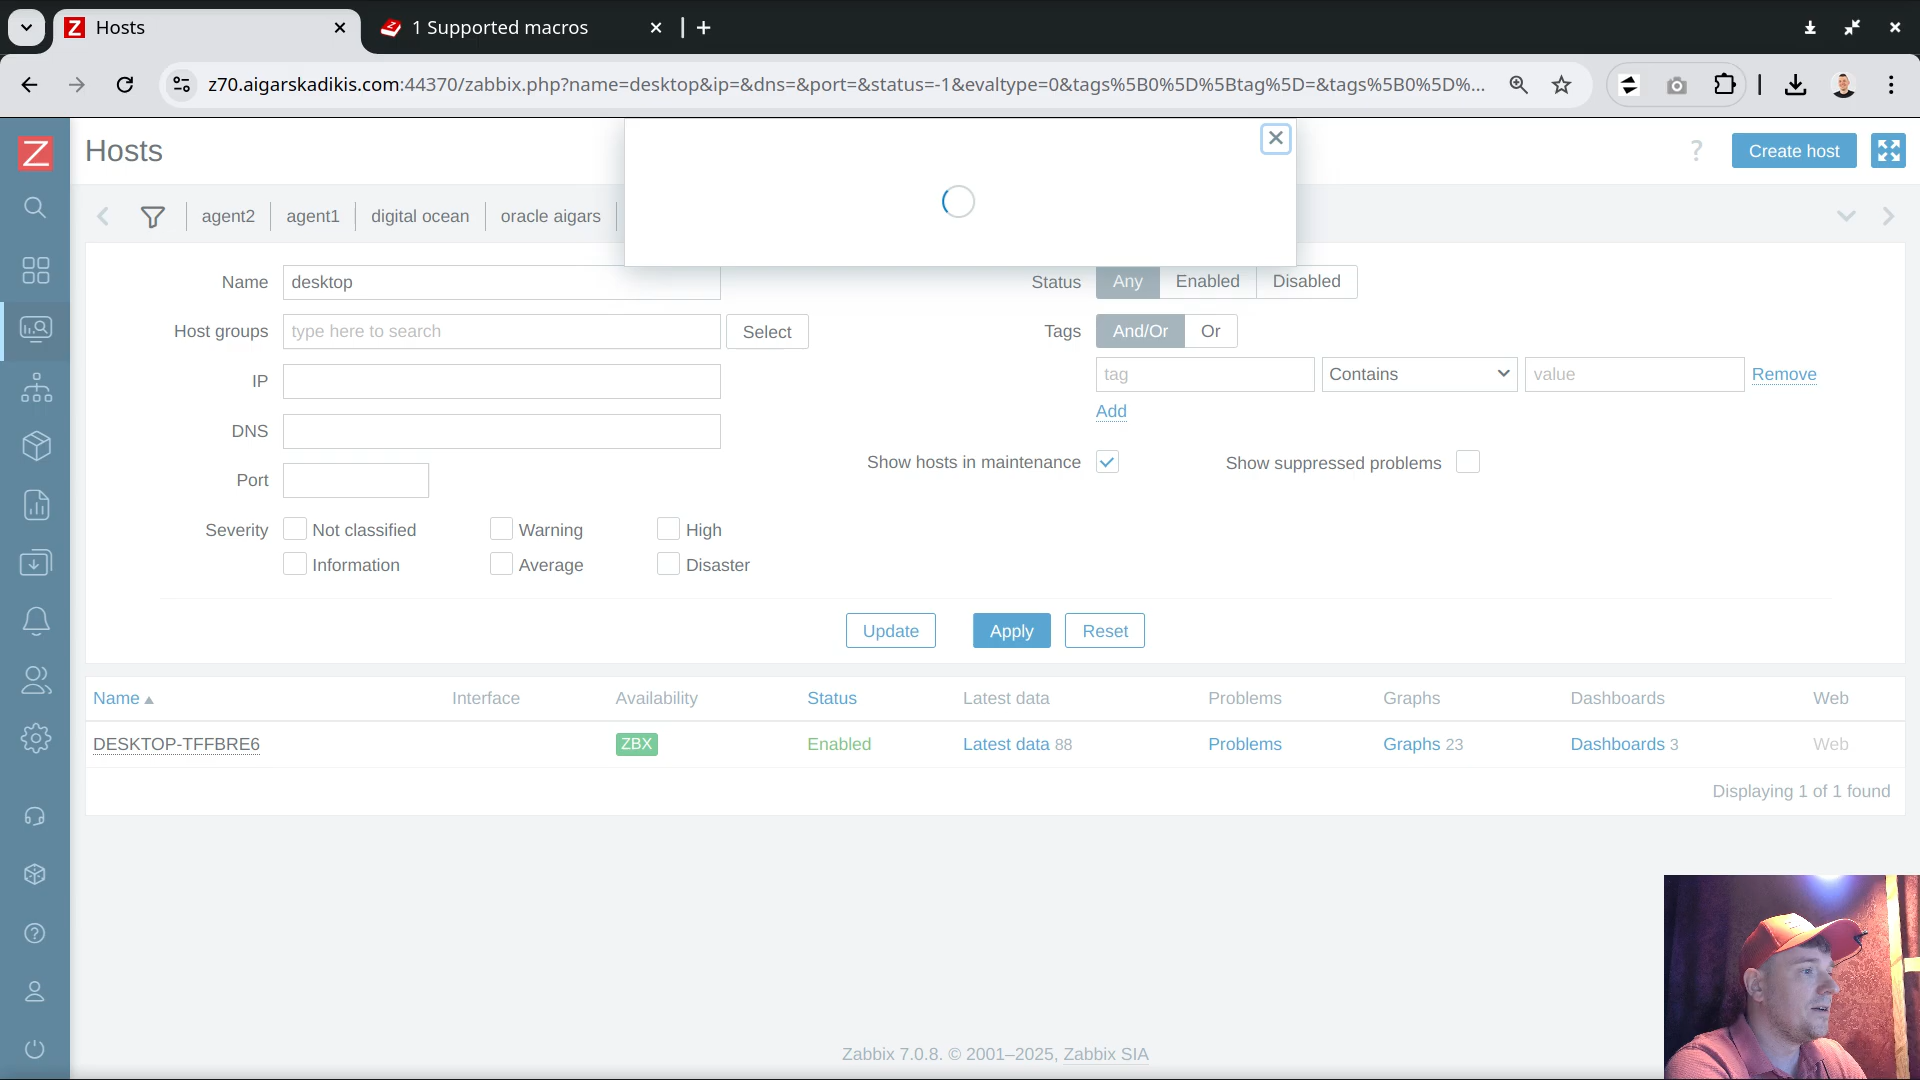 Hosts
1 Supported macros
z70.aigarskadikis.com:44370/zabbix.php?name=desktop&ip=&dns=&port=&status=-1&evaltype=0&tags%5B0%5D%5Btag%5D=&tags%5B0%5D%...
Z
Hosts
?
Create host
agent2
agent1
digital ocean
oracle aigars
Name
desktop
Status
Any
Enabled
Disabled
Host groups
type here to search
Select
Tags
And/Or
Or
IP
tag
Contains
value
Remove
Add
DNS
Show hosts in maintenance
Show suppressed problems
Port
Severity
Not classified
Warning
High
Information
Average
Disaster
Update
Apply
Reset
Name
Interface
Availability
Status
Latest data
Problems
Graphs
Dashboards
Web
DESKTOP-TFFBRE6
ZBX
Enabled
Latest data 88
Problems
Graphs 23
Dashboards 3
Web
Displaying 1 of 1 found
Zabbix 7.0.8. © 2001–2025, Zabbix SIA